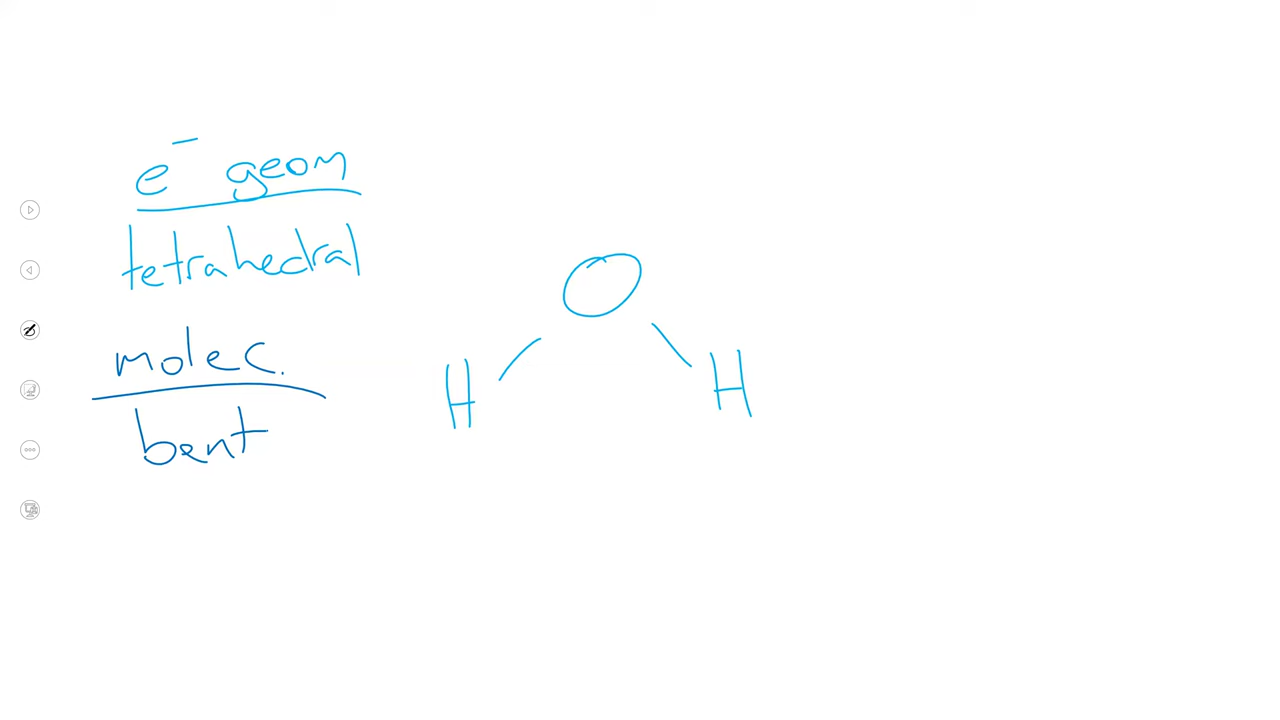 e⁻ geom
tetrahedral
molec.
bent
O
H H